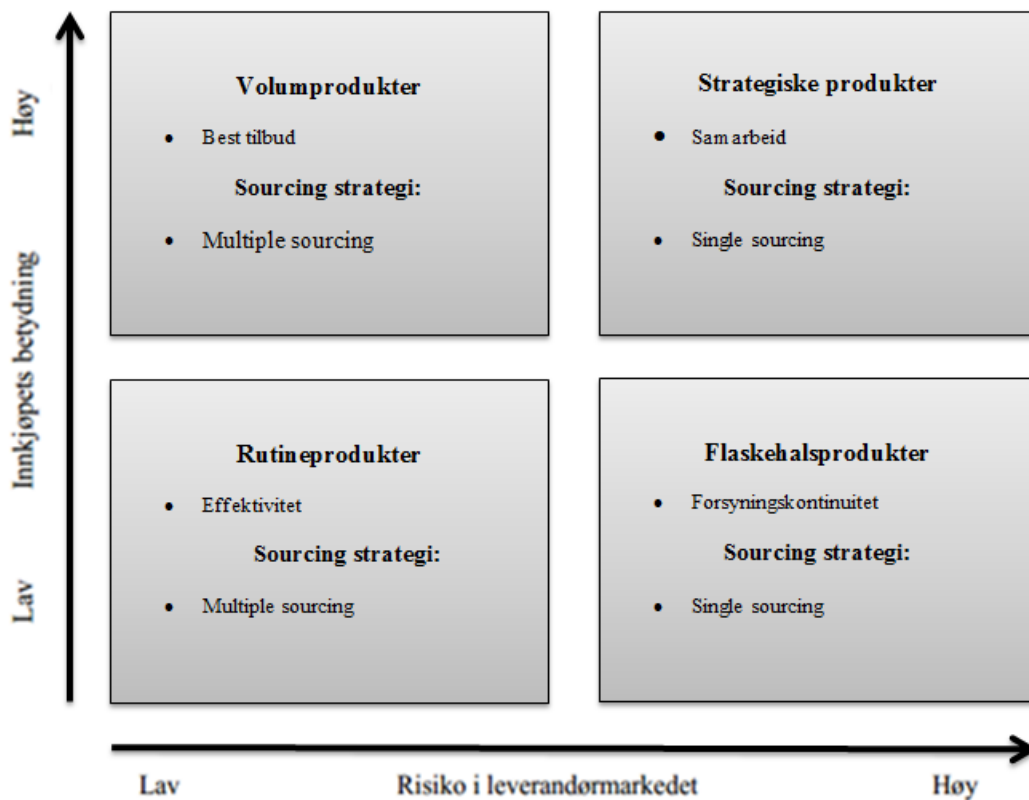 Høy
Innkjøpets betydning
Lav
Volumprodukter
• Best tilbud
Sourcing strategi:
• Multiple sourcing
Strategiske produkter
• Samarbeid
Sourcing strategi:
• Single sourcing
Rutineprodukter
• Effektivitet
Sourcing strategi:
• Multiple sourcing
Flaskehalsprodukter
• Forsyningskontinuitet
Sourcing strategi:
• Single sourcing
Lav
Risiko i leverandørmarkedet
Høy